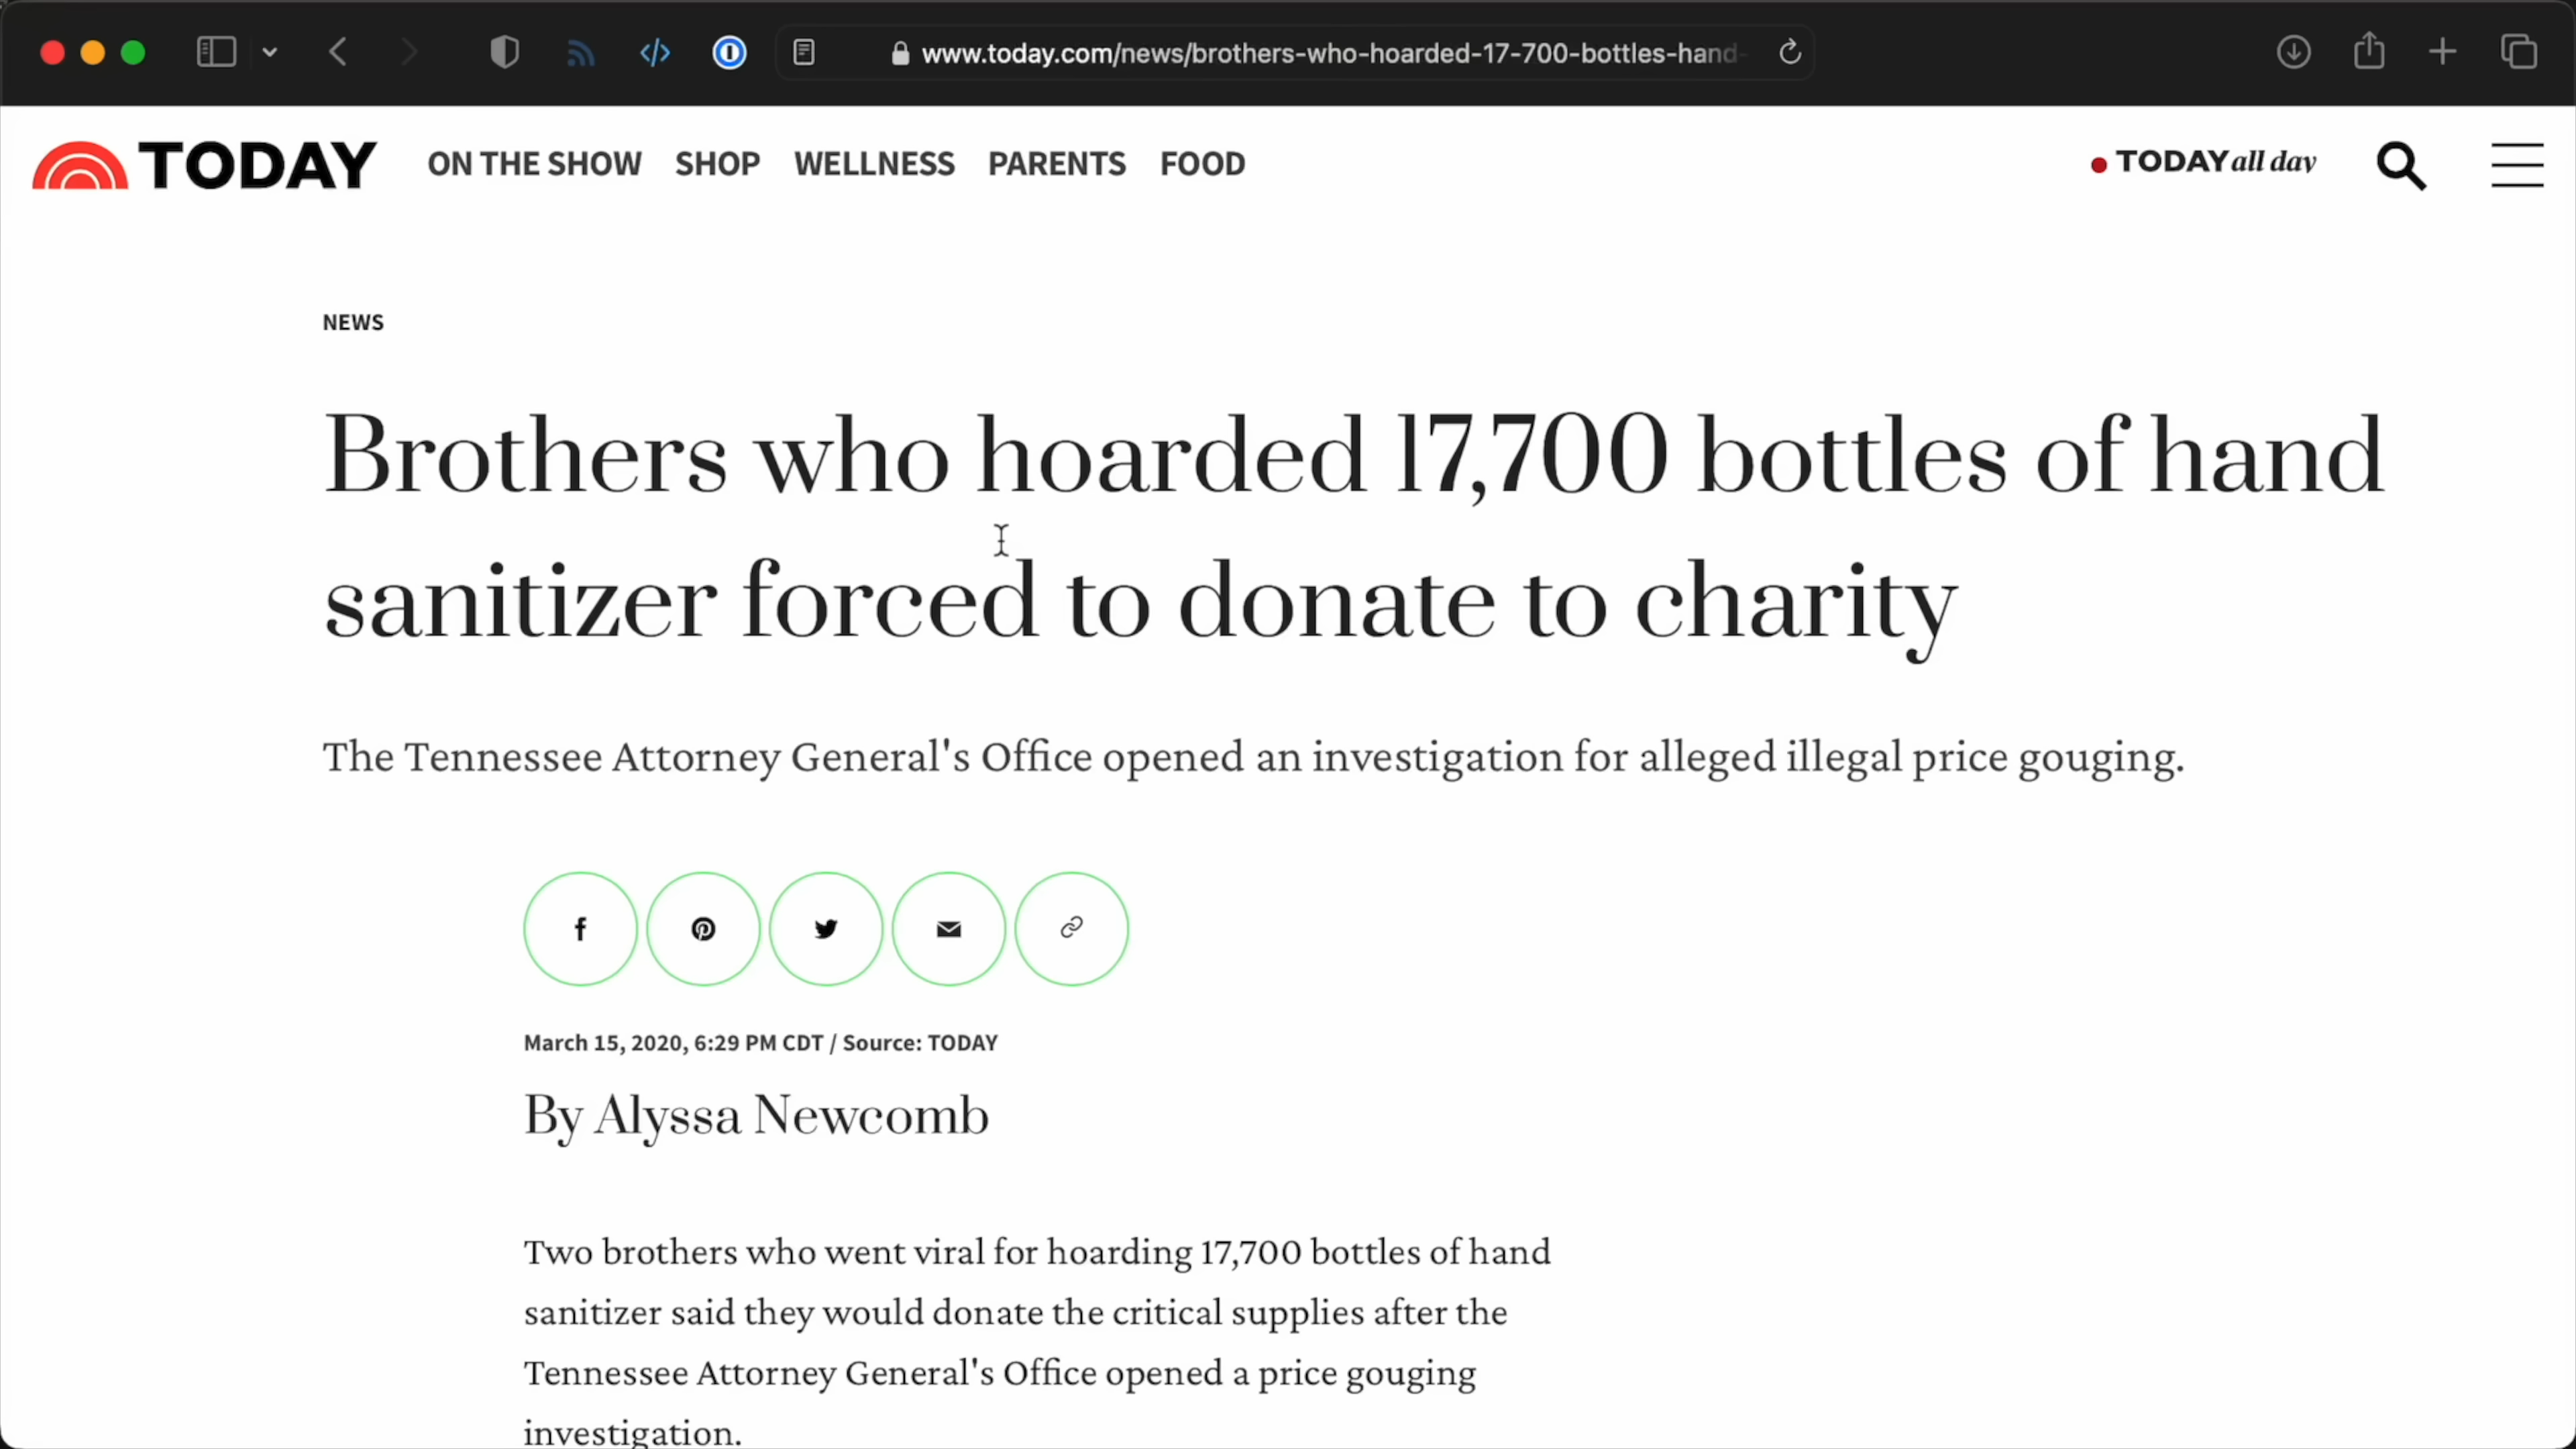 www.today.com/news/brothers-who-hoarded-17-700-bottles-hand-
TODAY ON THE SHOW SHOP WELLNESS PARENTS FOOD TODAY all day
NEWS
Brothers who hoarded 17,700 bottles of hand
sanitizer forced to donate to charity
The Tennessee Attorney General's Office opened an investigation for alleged illegal price gouging.
March 15, 2020, 6:29 PM CDT / Source: TODAY
By Alyssa Newcomb
Two brothers who went viral for hoarding 17,700 bottles of hand
sanitizer said they would donate the critical supplies after the
Tennessee Attorney General's Office opened a price gouging
investigation.